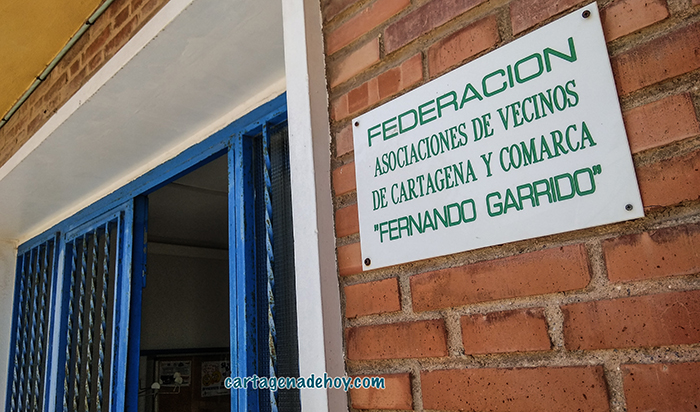 FEDERACION
ASOCIACIONES DE VECINOS
DE CARTAGENA Y COMARCA
"FERNANDO GARRIDO"
cartagenadehoy.com